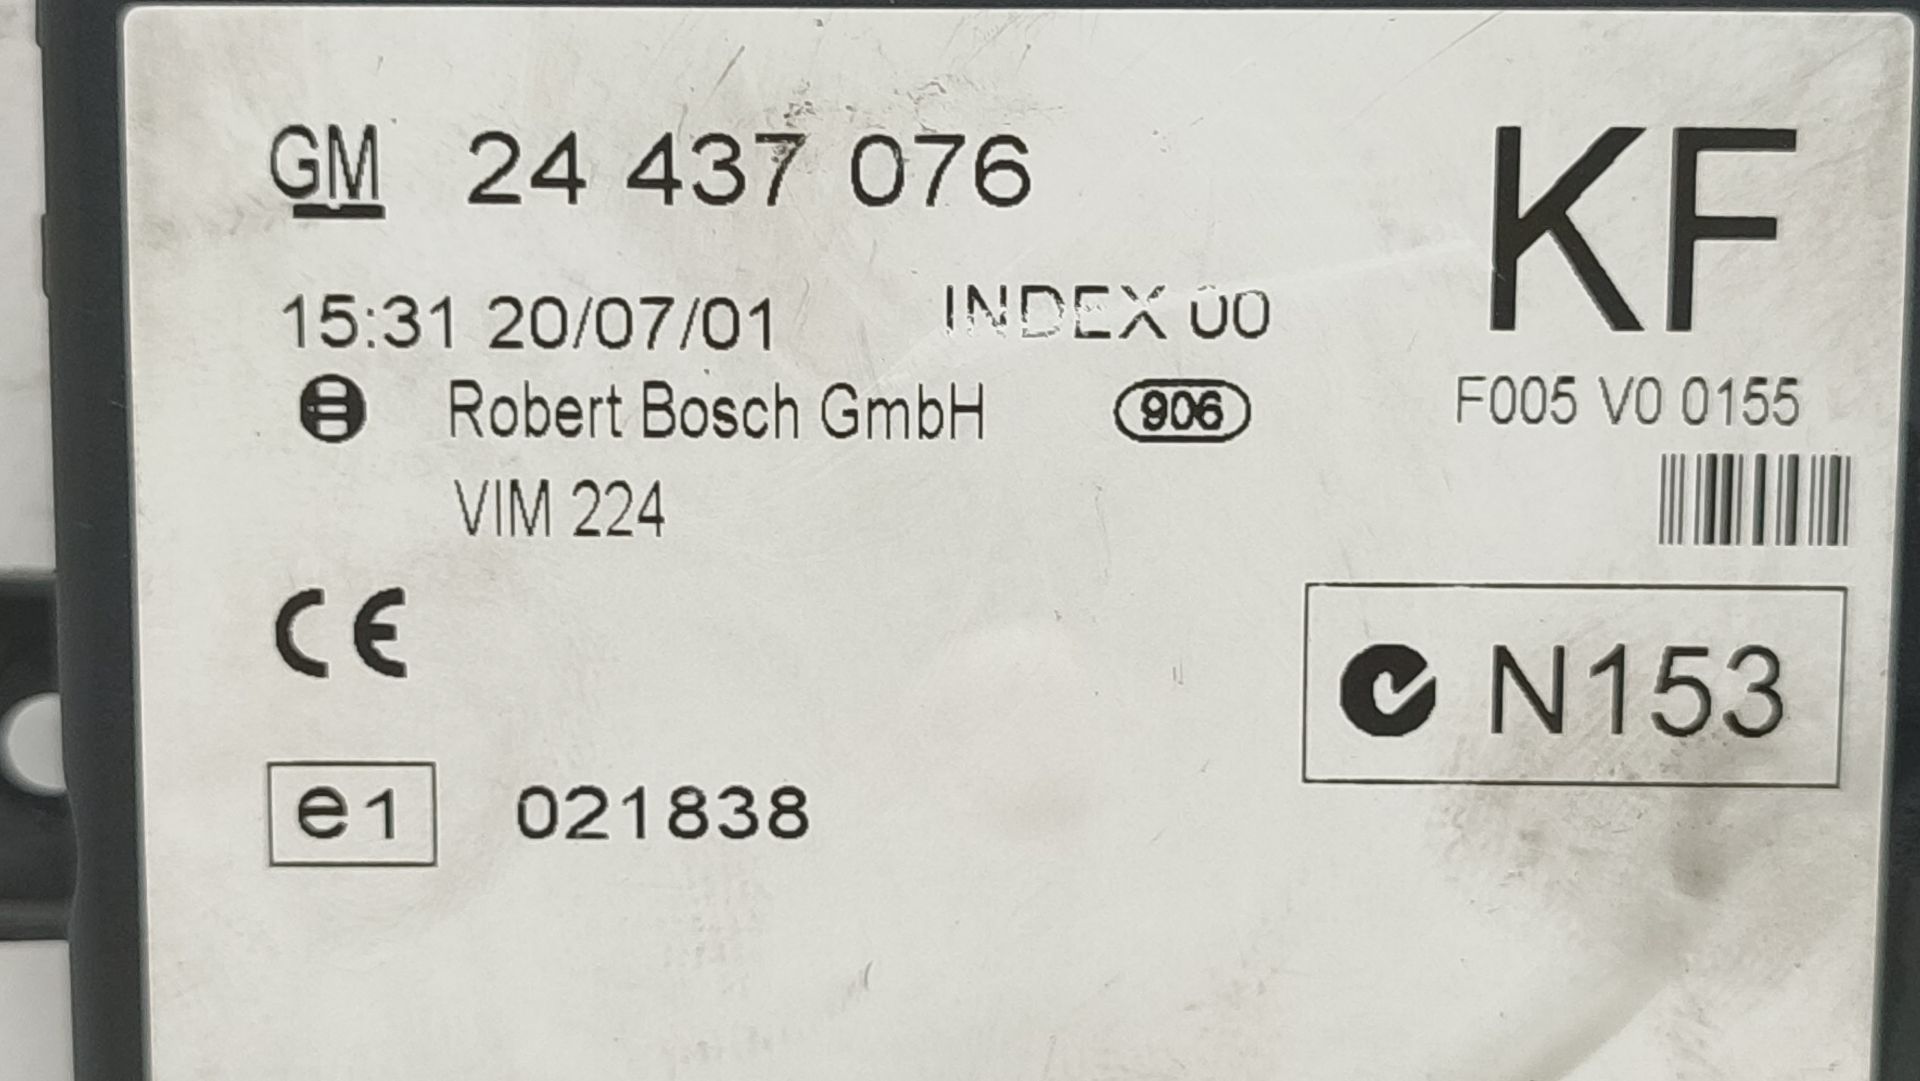 GM 24 437 076 KF
15:31 20/07/01 INDEX 00
Robert Bosch GmbH 906 F005 V0 0155
VIM 224
CE
N153
e1 021838